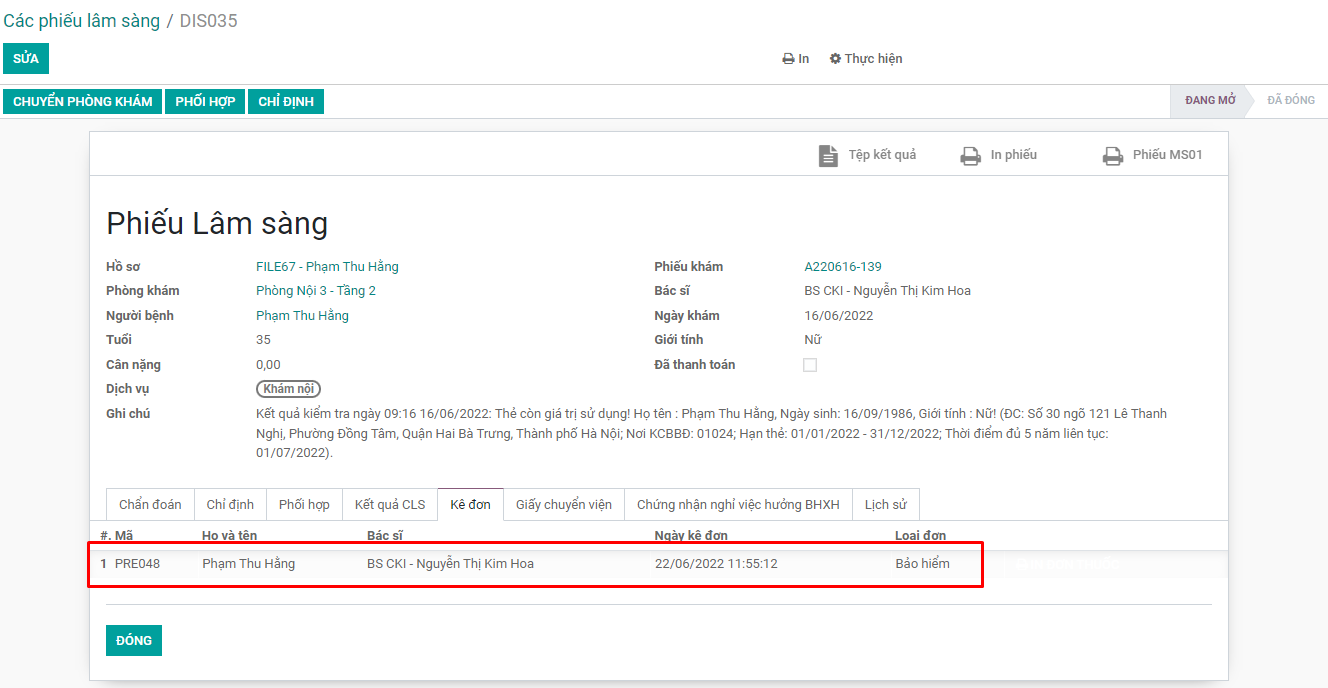 Các phiếu lâm sàng / DIS035
SỬA
In
Thực hiện
CHUYỂN PHÒNG KHÁM
PHỐI HỢP
CHỈ ĐỊNH
ĐANG MỞ
ĐÃ ĐÓNG
Tệp kết quả
In phiếu
Phiếu MS01
Phiếu Lâm sàng
Hồ sơ FILE67 - Phạm Thu Hằng Phiếu khám A220616-139
Phòng khám Phòng Nội 3 - Tầng 2 Bác sĩ BS CKI - Nguyễn Thị Kim Hoa
Người bệnh Phạm Thu Hằng Ngày khám 16/06/2022
Tuổi 35 Giới tính Nữ
Cân nặng 0,00 Đã thanh toán
Dịch vụ Khám nội
Ghi chú Kết quả kiểm tra ngày 09:16 16/06/2022: Thẻ còn giá trị sử dụng! Họ tên : Phạm Thu Hằng, Ngày sinh: 16/09/1986, Giới tính : Nữ! (ĐC: Số 30 ngõ 121 Lê Thanh
Nghị, Phường Đồng Tâm, Quận Hai Bà Trưng, Thành phố Hà Nội; Nơi KCBBĐ: 01024; Hạn thẻ: 01/01/2022 - 31/12/2022; Thời điểm đủ 5 năm liên tục:
01/07/2022).
Chẩn đoán Chỉ định Phối hợp Kết quả CLS Kê đơn Giấy chuyển viện Chứng nhận nghỉ việc hưởng BHXH Lịch sử
#. Mã Họ và tên Bác sĩ Ngày kê đơn Loại đơn
1 PRE048 Phạm Thu Hằng BS CKI - Nguyễn Thị Kim Hoa 22/06/2022 11:55:12 Bảo hiểm
ĐÓNG